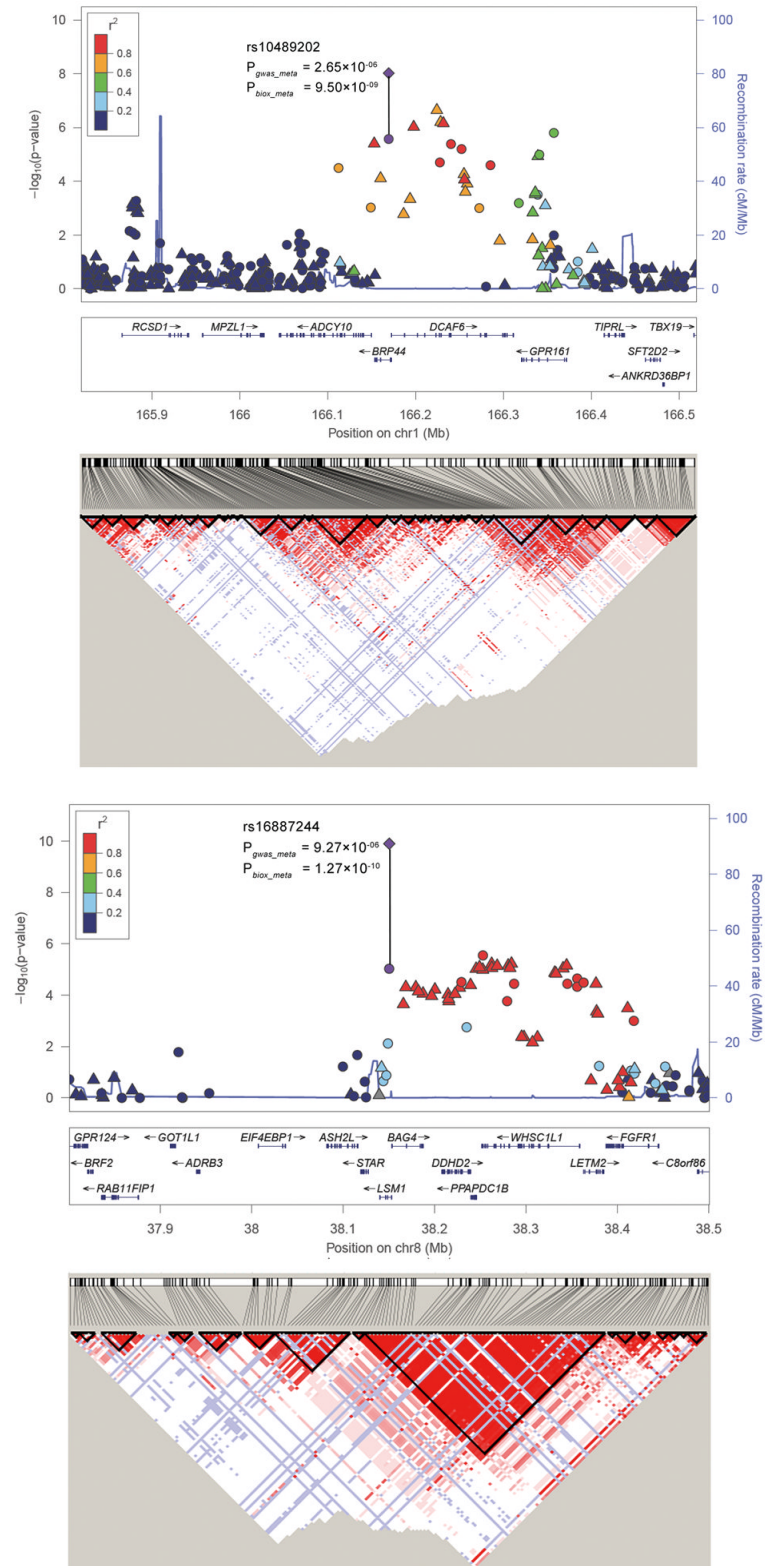 10
8
6
4
2
0
−log₁₀(p−value)
r²
0.8
0.6
0.4
0.2
rs10489202
P gwas_meta = 2.65×10⁻⁰⁶
P biox_meta = 9.50×10⁻⁰⁹
100
80
60
40
20
0
Recombination rate (cM/Mb)
RCSD1→ MPZL1→ ←ADCY10 DCAF6→ TIPRL→ TBX19→
←BRP44 ←GPR161 SFT2D2→
←ANKRD36BP1
165.9 166 166.1 166.2 166.3 166.4 166.5
Position on chr1 (Mb)
10
8
6
4
2
0
−log₁₀(p−value)
r²
0.8
0.6
0.4
0.2
rs16887244
P gwas_meta = 9.27×10⁻⁰⁶
P biox_meta = 1.27×10⁻¹⁰
100
80
60
40
20
0
Recombination rate (cM/Mb)
GPR124→ ←GOT1L1 EIF4EBP1→ ASH2L→ BAG4→ ←WHSC1L1 ←FGFR1
←BRF2 ←ADRB3 ←STAR DDHD2→ LETM2→ ←C8orf86
←RAB11FIP1 ←LSM1 ←PPAPDC1B
37.9 38 38.1 38.2 38.3 38.4 38.5
Position on chr8 (Mb)